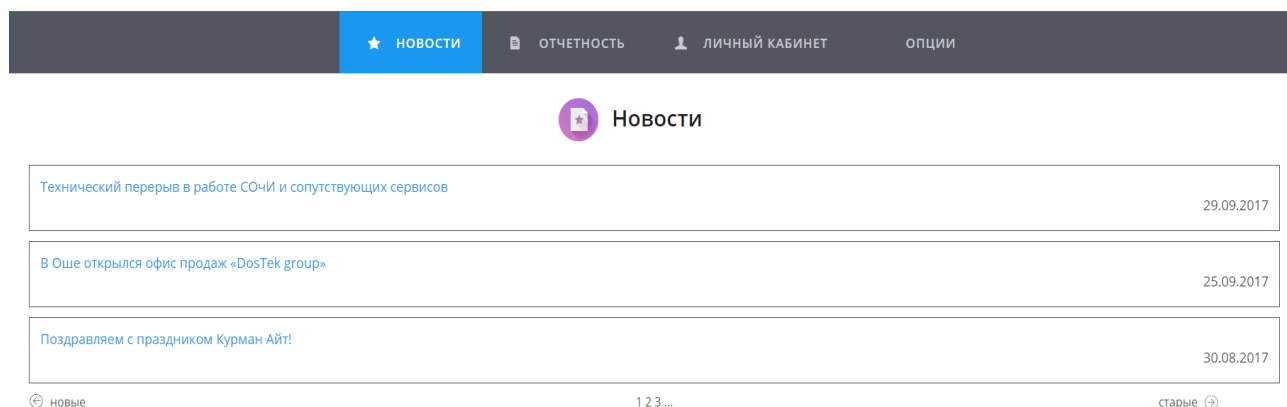 НОВОСТИ ОТЧЕТНОСТЬ ЛИЧНЫЙ КАБИНЕТ ОПЦИИ
Новости
Технический перерыв в работе СОчИ и сопутствующих сервисов
29.09.2017
В Оше открылся офис продаж «DosTek group»
25.09.2017
Поздравляем с праздником Курман Айт!
30.08.2017
новые 1 2 3 ... старые